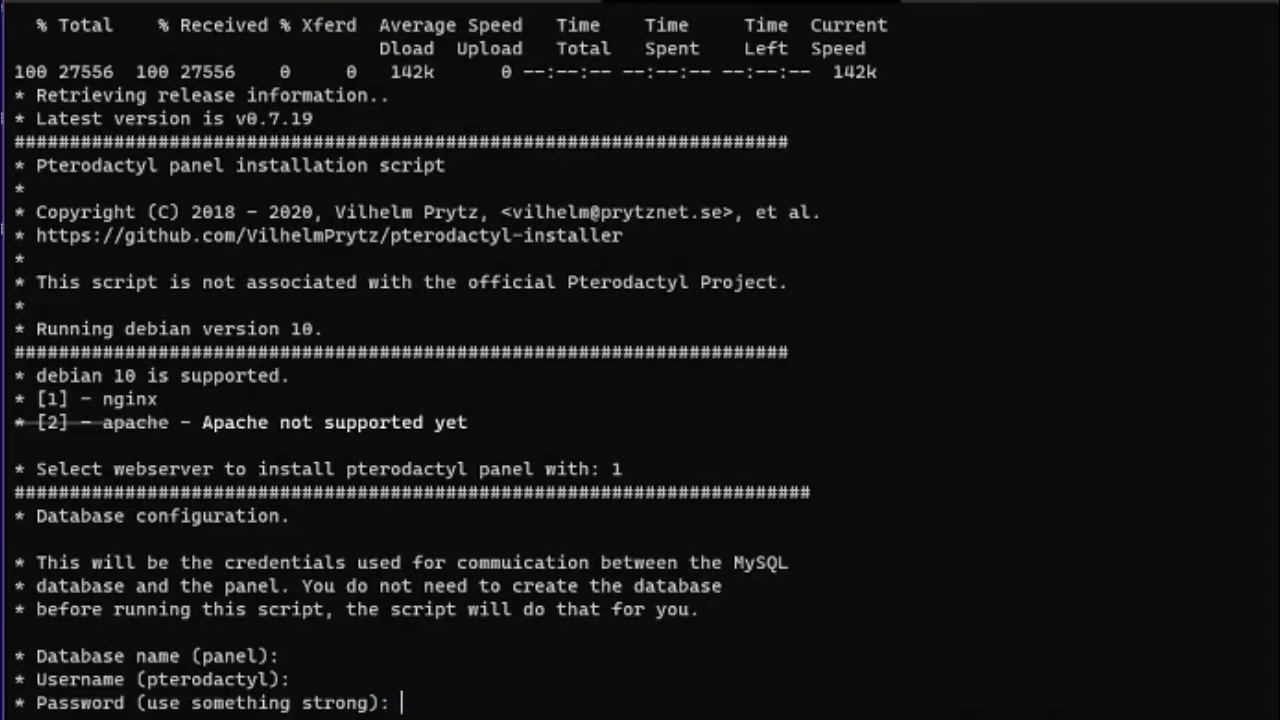 % Total % Received % Xferd Average Speed Time Time Time Current
Dload Upload Total Spent Left Speed
100 27556 100 27556 0 0 142k 0 --:--:-- --:--:-- --:--:-- 142k
* Retrieving release information..
* Latest version is v0.7.19
######################################################################
* Pterodactyl panel installation script
*
* Copyright (C) 2018 - 2020, Vilhelm Prytz, <vilhelm@prytznet.se>, et al.
* https://github.com/VilhelmPrytz/pterodactyl-installer
*
* This script is not associated with the official Pterodactyl Project.
*
* Running debian version 10.
######################################################################
* debian 10 is supported.
* [1] - nginx
* [2] - apache - Apache not supported yet
* Select webserver to install pterodactyl panel with: 1
########################################################################
* Database configuration.
* This will be the credentials used for commuication between the MySQL
* database and the panel. You do not need to create the database
* before running this script, the script will do that for you.
* Database name (panel):
* Username (pterodactyl):
* Password (use something strong):